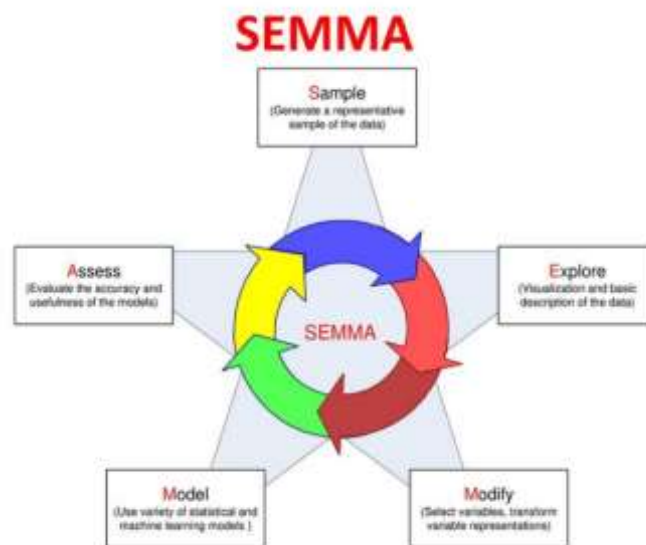 SEMMA
Sample
(Generate a representative
sample of the data)
Assess
(Evaluate the accuracy and
usefulness of the models)
Explore
(Visualization and basic
description of the data)
SEMMA
Model
(Use variety of statistical and
machine learning models )
Modify
(Select variables, transform
variable representations)